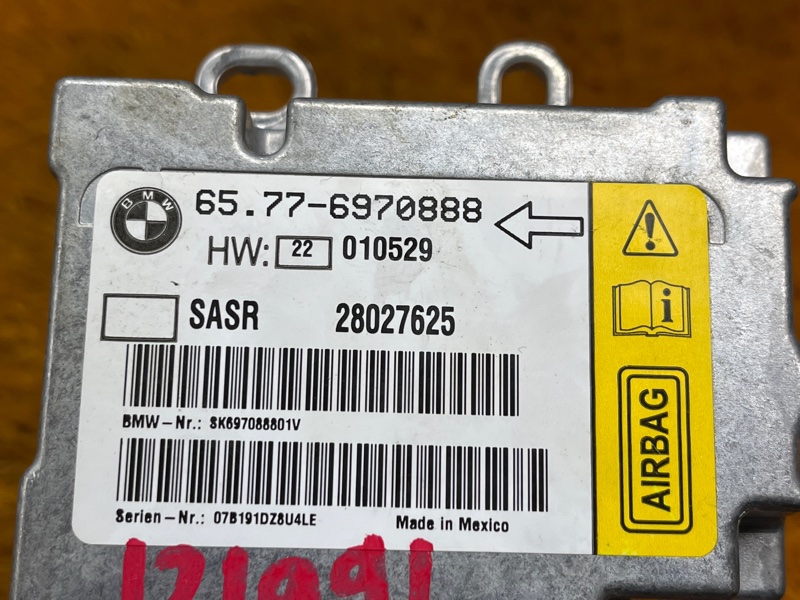 BMW 65.77-6970888
HW: 22 010529
SASR 28027625
BMW-Nr.: SK697088801V
Serien-Nr.: 07B191DZ8U4LE Made in Mexico
! i
AIRBAG